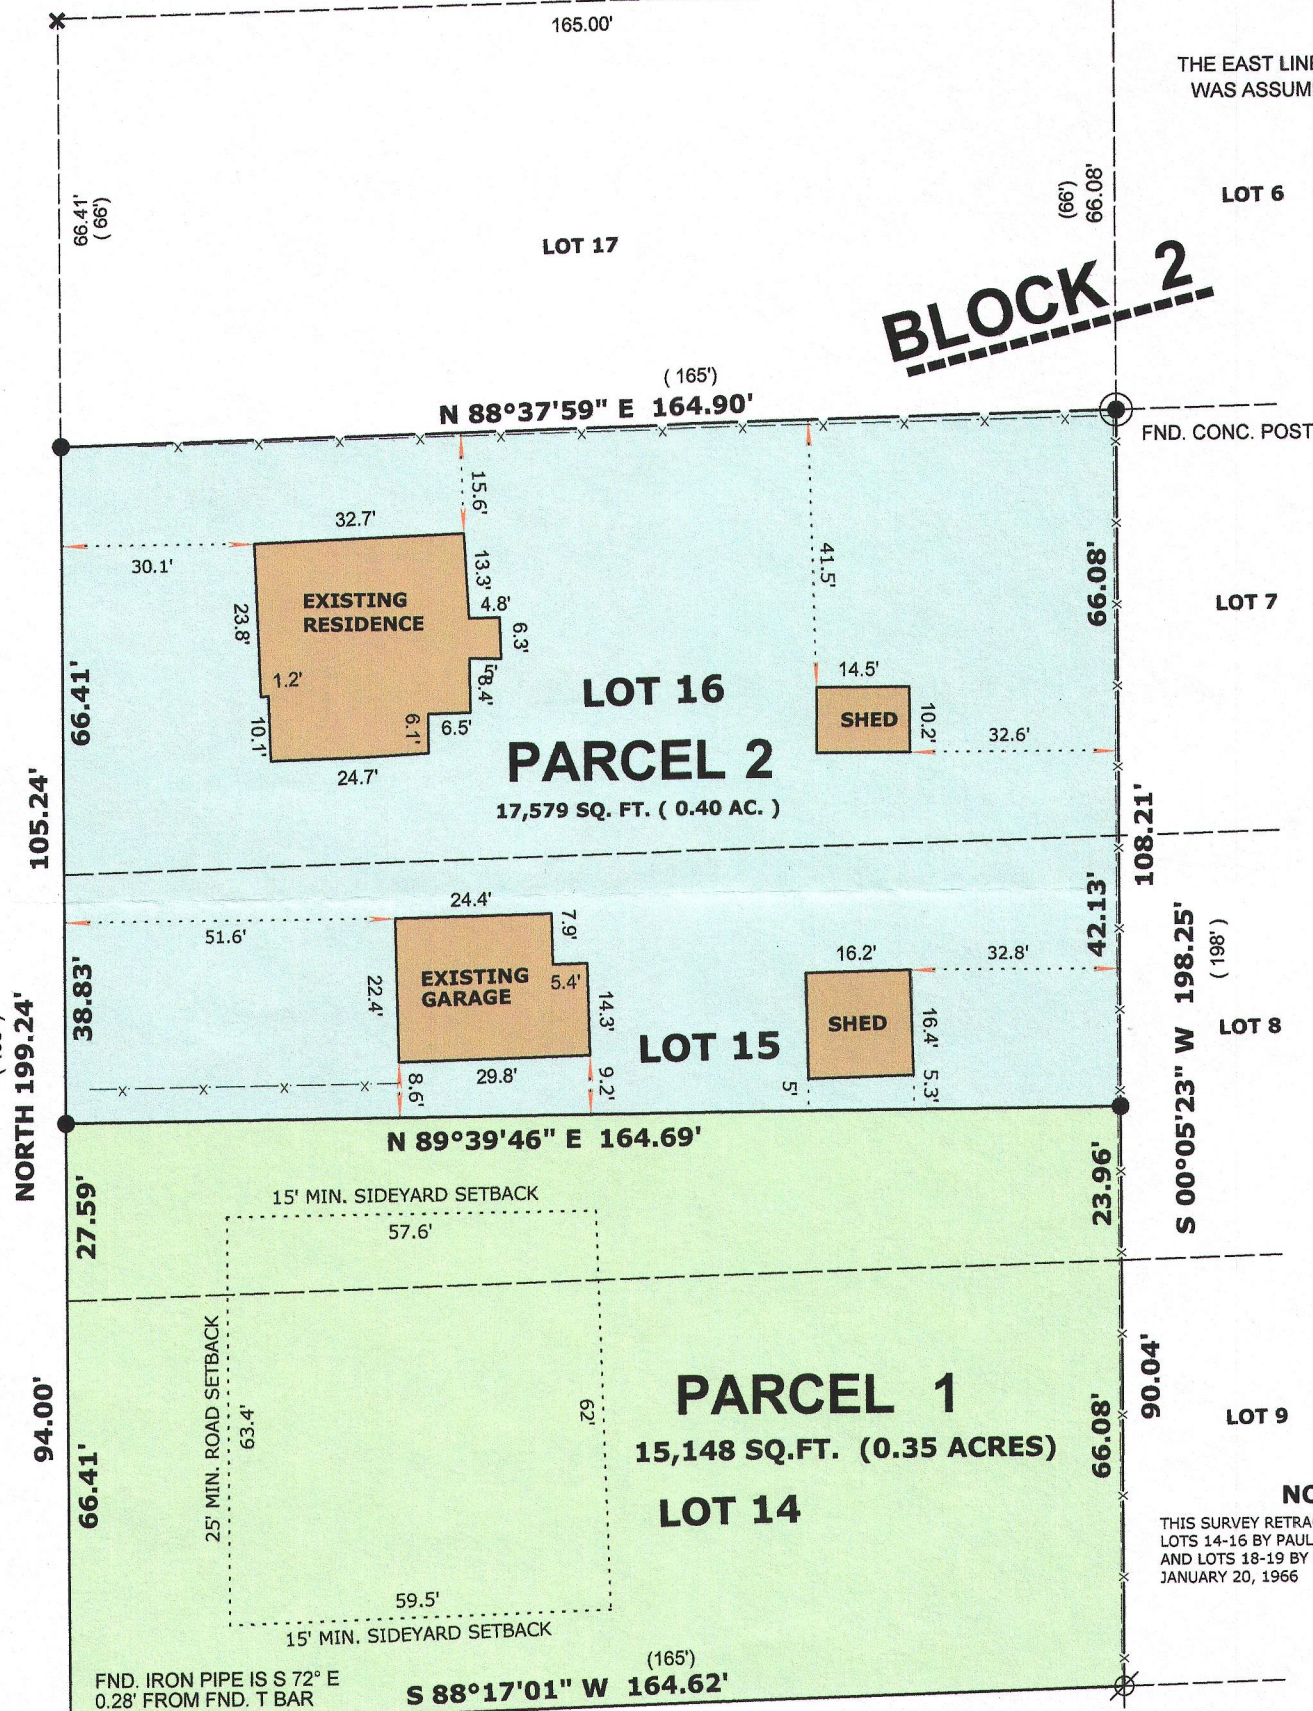 165.00'
THE EAST LINE
WAS ASSUM
66.41'
(66')
LOT 17
(66')
66.08'
LOT 6
BLOCK 2
(165')
N 88°37'59" E 164.90'
FND. CONC. POST
15.6'
32.7'
30.1'
13.3'
4.8'
6.3'
EXISTING
RESIDENCE
23.8'
1.2'
8.4'
10.1'
6.1'
6.5'
24.7'
41.5'
66.08'
LOT 7
66.41'
LOT 16
14.5'
SHED
10.2'
32.6'
PARCEL 2
17,579 SQ. FT. ( 0.40 AC. )
105.24'
108.21'
24.4'
7.9'
51.6'
EXISTING
GARAGE
5.4'
22.4'
14.3'
29.8'
8.6'
9.2'
16.2'
32.8'
42.13'
SHED
16.4'
5'
5.3'
38.83'
LOT 15
S 00°05'23" W 198.25'
(198')
LOT 8
NORTH 199.24'
N 89°39'46" E 164.69'
27.59'
23.96'
15' MIN. SIDEYARD SETBACK
57.6'
25' MIN. ROAD SETBACK
63.4'
62'
PARCEL 1
15,148 SQ.FT. (0.35 ACRES)
LOT 14
94.00'
66.41'
66.08'
90.04'
LOT 9
59.5'
15' MIN. SIDEYARD SETBACK
NO
THIS SURVEY RETRA
LOTS 14-16 BY PAUL
AND LOTS 18-19 BY
JANUARY 20, 1966
FND. IRON PIPE IS S 72° E
0.28' FROM FND. T BAR
(165')
S 88°17'01" W 164.62'